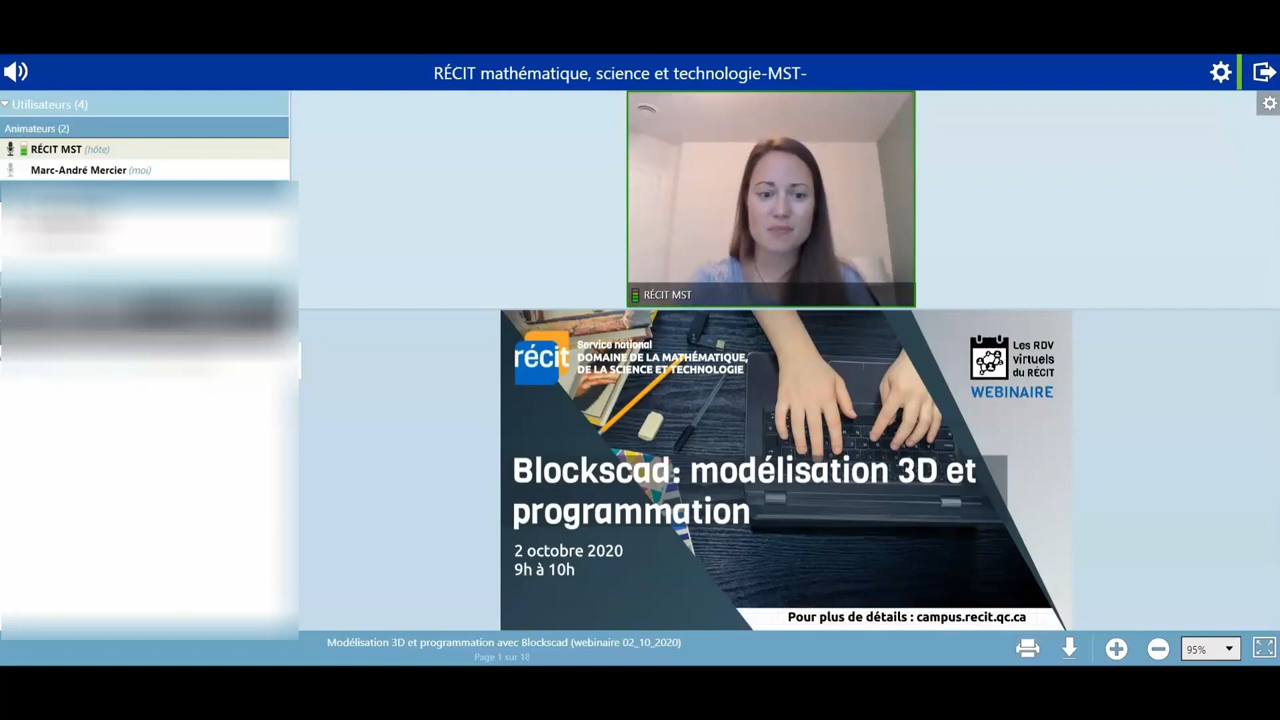 RÉCIT mathématique, science et technologie-MST-
Utilisateurs (4)
Animateurs (2)
RÉCIT MST (hôte)
Marc-André Mercier (moi)
RÉCIT MST
récit
Service national
DOMAINE DE LA MATHÉMATIQUE,
DE LA SCIENCE ET TECHNOLOGIE
Les RDV
virtuels
du RÉCIT
WEBINAIRE
Blockscad: modélisation 3D et
programmation
2 octobre 2020
9h à 10h
Pour plus de détails : campus.recit.qc.ca
Modélisation 3D et programmation avec Blockscad (webinaire 02_10_2020)
Page 1 sur 18
95%